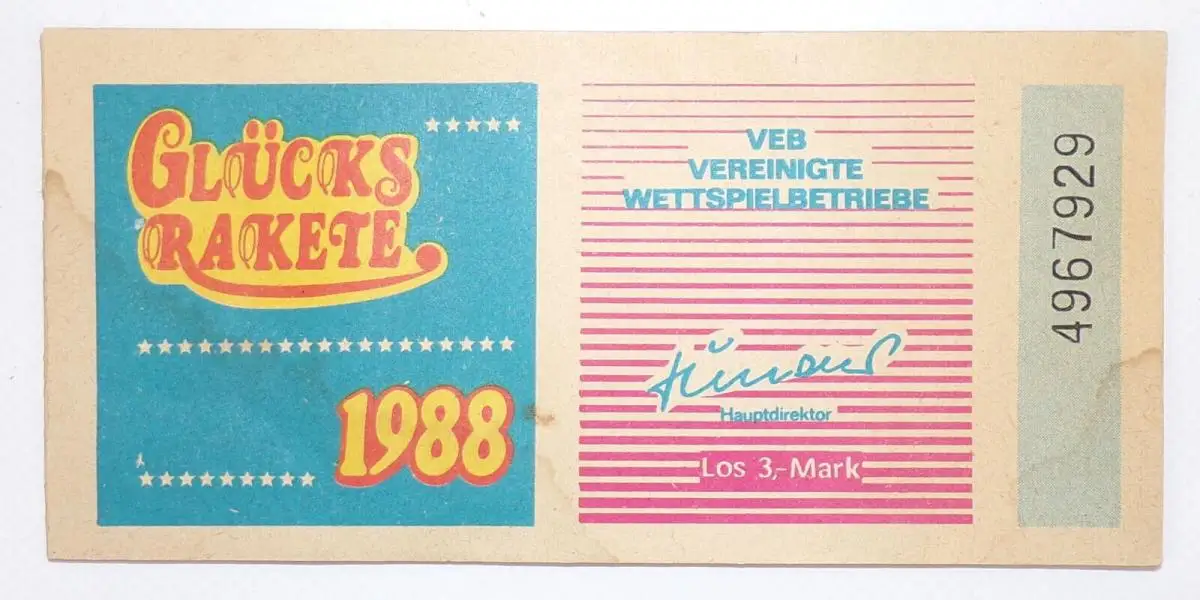 GLÜCKS
RAKETE
1988
VEB
VEREINIGTE
WETTSPIELBETRIEBE
Hauptdirektor
Los 3,-Mark
4967929